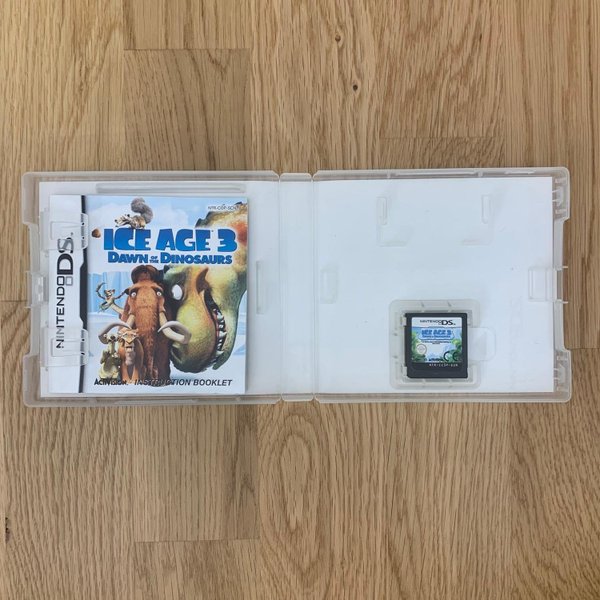 NINTENDO DS
ICE AGE 3
DAWN OF THE DINOSAURS
ACTIVISION. INSTRUCTION BOOKLET
NINTENDO DS
ICE AGE 3